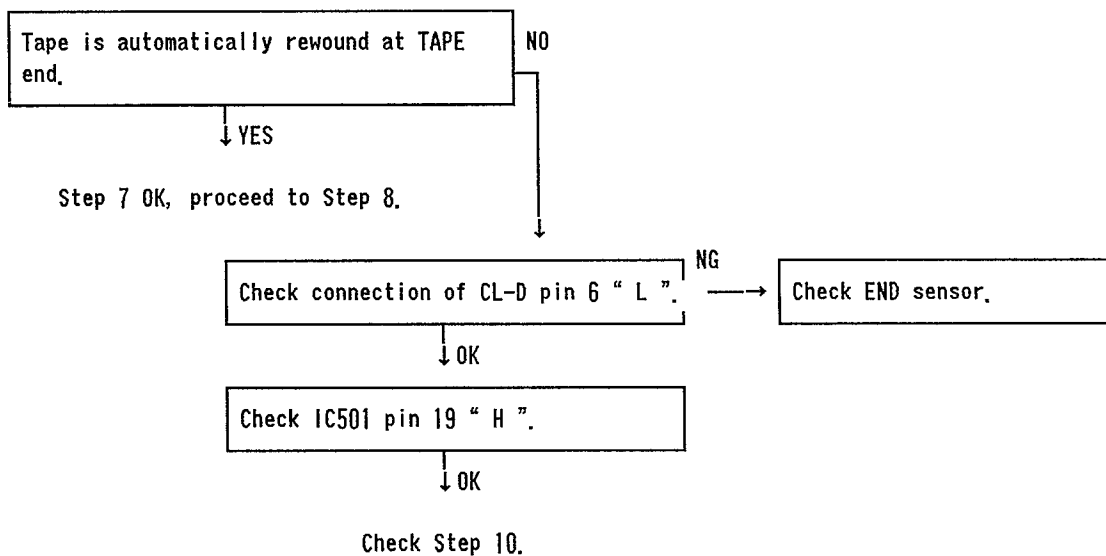 Tape is automatically rewound at TAPE
end.
NO
YES
Step 7 OK, proceed to Step 8.
Check connection of CL-D pin 6 “ L ”.
NG
Check END sensor.
OK
Check IC501 pin 19 “ H ”.
OK
Check Step 10.